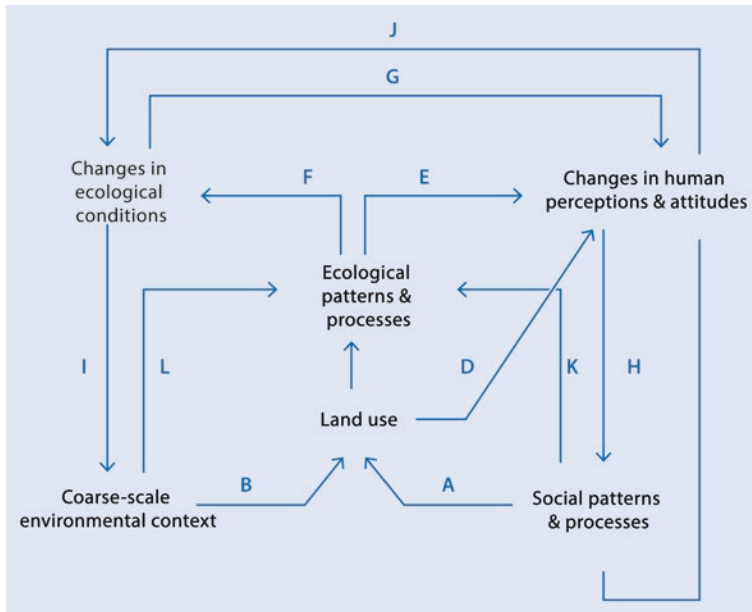 J
G
Changes in
ecological
conditions
F
E
Changes in human
perceptions & attitudes
Ecological
patterns &
processes
I
L
D
K
H
Land use
B
A
Coarse-scale
environmental context
Social patterns
& processes